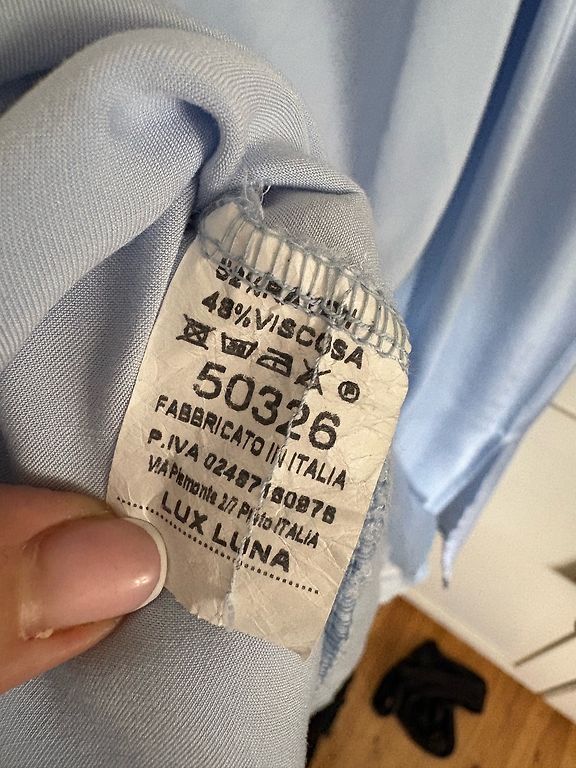 48%VISCOSA
50326
FABBRICATO IN ITALIA
P.IVA
VIA Piemonte 2/7 Prato ITALIA
LUX LUNA